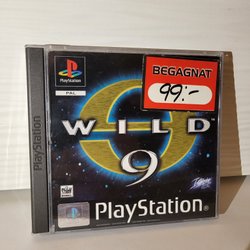 PlayStation
PAL
BEGAGNAT
99:-
WILD
9
PlayStation
PlayStation